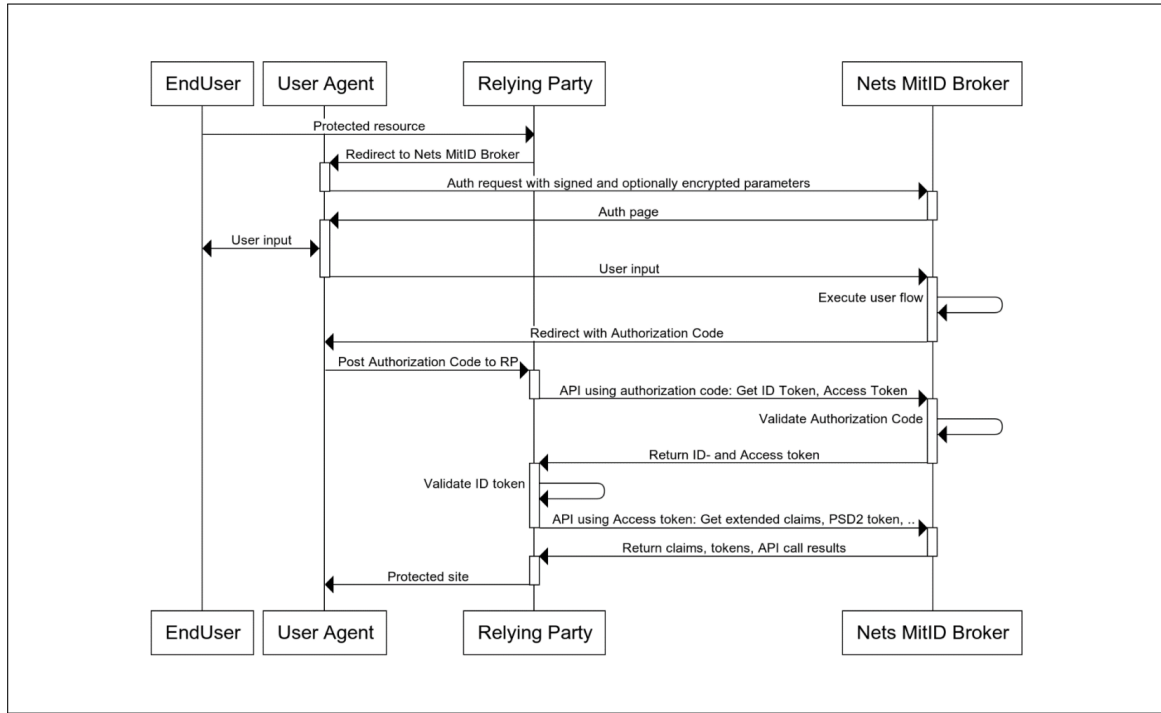 EndUser
User Agent
Relying Party
Nets MitID Broker
Protected resource
Redirect to Nets MitID Broker
Auth request with signed and optionally encrypted parameters
Auth page
User input
User input
Execute user flow
Redirect with Authorization Code
Post Authorization Code to RP
API using authorization code: Get ID Token, Access Token
Validate Authorization Code
Return ID- and Access token
Validate ID token
API using Access token: Get extended claims, PSD2 token, ..
Return claims, tokens, API call results
Protected site
EndUser
User Agent
Relying Party
Nets MitID Broker